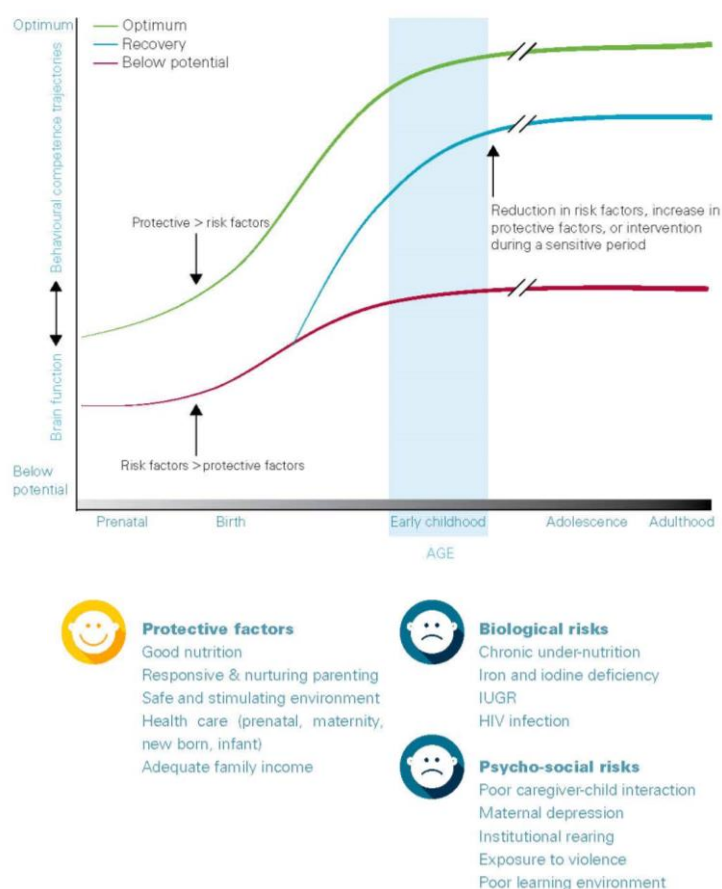 Optimum
Optimum
Recovery
Below potential
Behavioural competence trajectories
Brain function
Protective > risk factors
Reduction in risk factors, increase in
protective factors, or intervention
during a sensitive period
Risk factors > protective factors
Below
potential
Prenatal
Birth
Early childhood
Adolescence
Adulthood
AGE
Protective factors
Good nutrition
Responsive & nurturing parenting
Safe and stimulating environment
Health care (prenatal, maternity,
new born, infant)
Adequate family income
Biological risks
Chronic under-nutrition
Iron and iodine deficiency
IUGR
HIV infection
Psycho-social risks
Poor caregiver-child interaction
Maternal depression
Institutional rearing
Exposure to violence
Poor learning environment